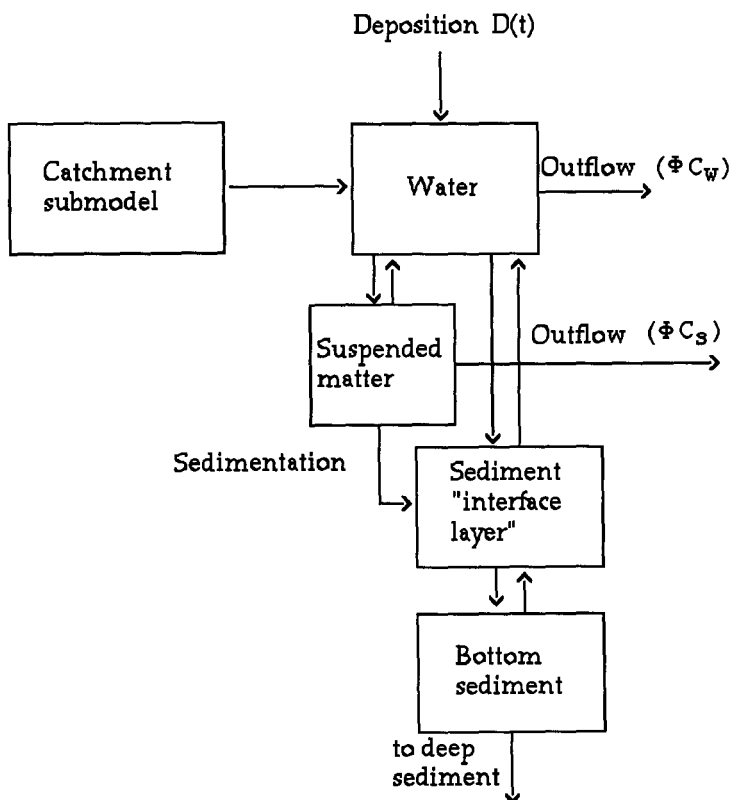 Deposition D(t)
Catchment
submodel
Water
Outflow (ΦC_W)
Suspended
matter
Outflow (ΦC_S)
Sedimentation
Sediment
"interface
layer"
Bottom
sediment
to deep
sediment